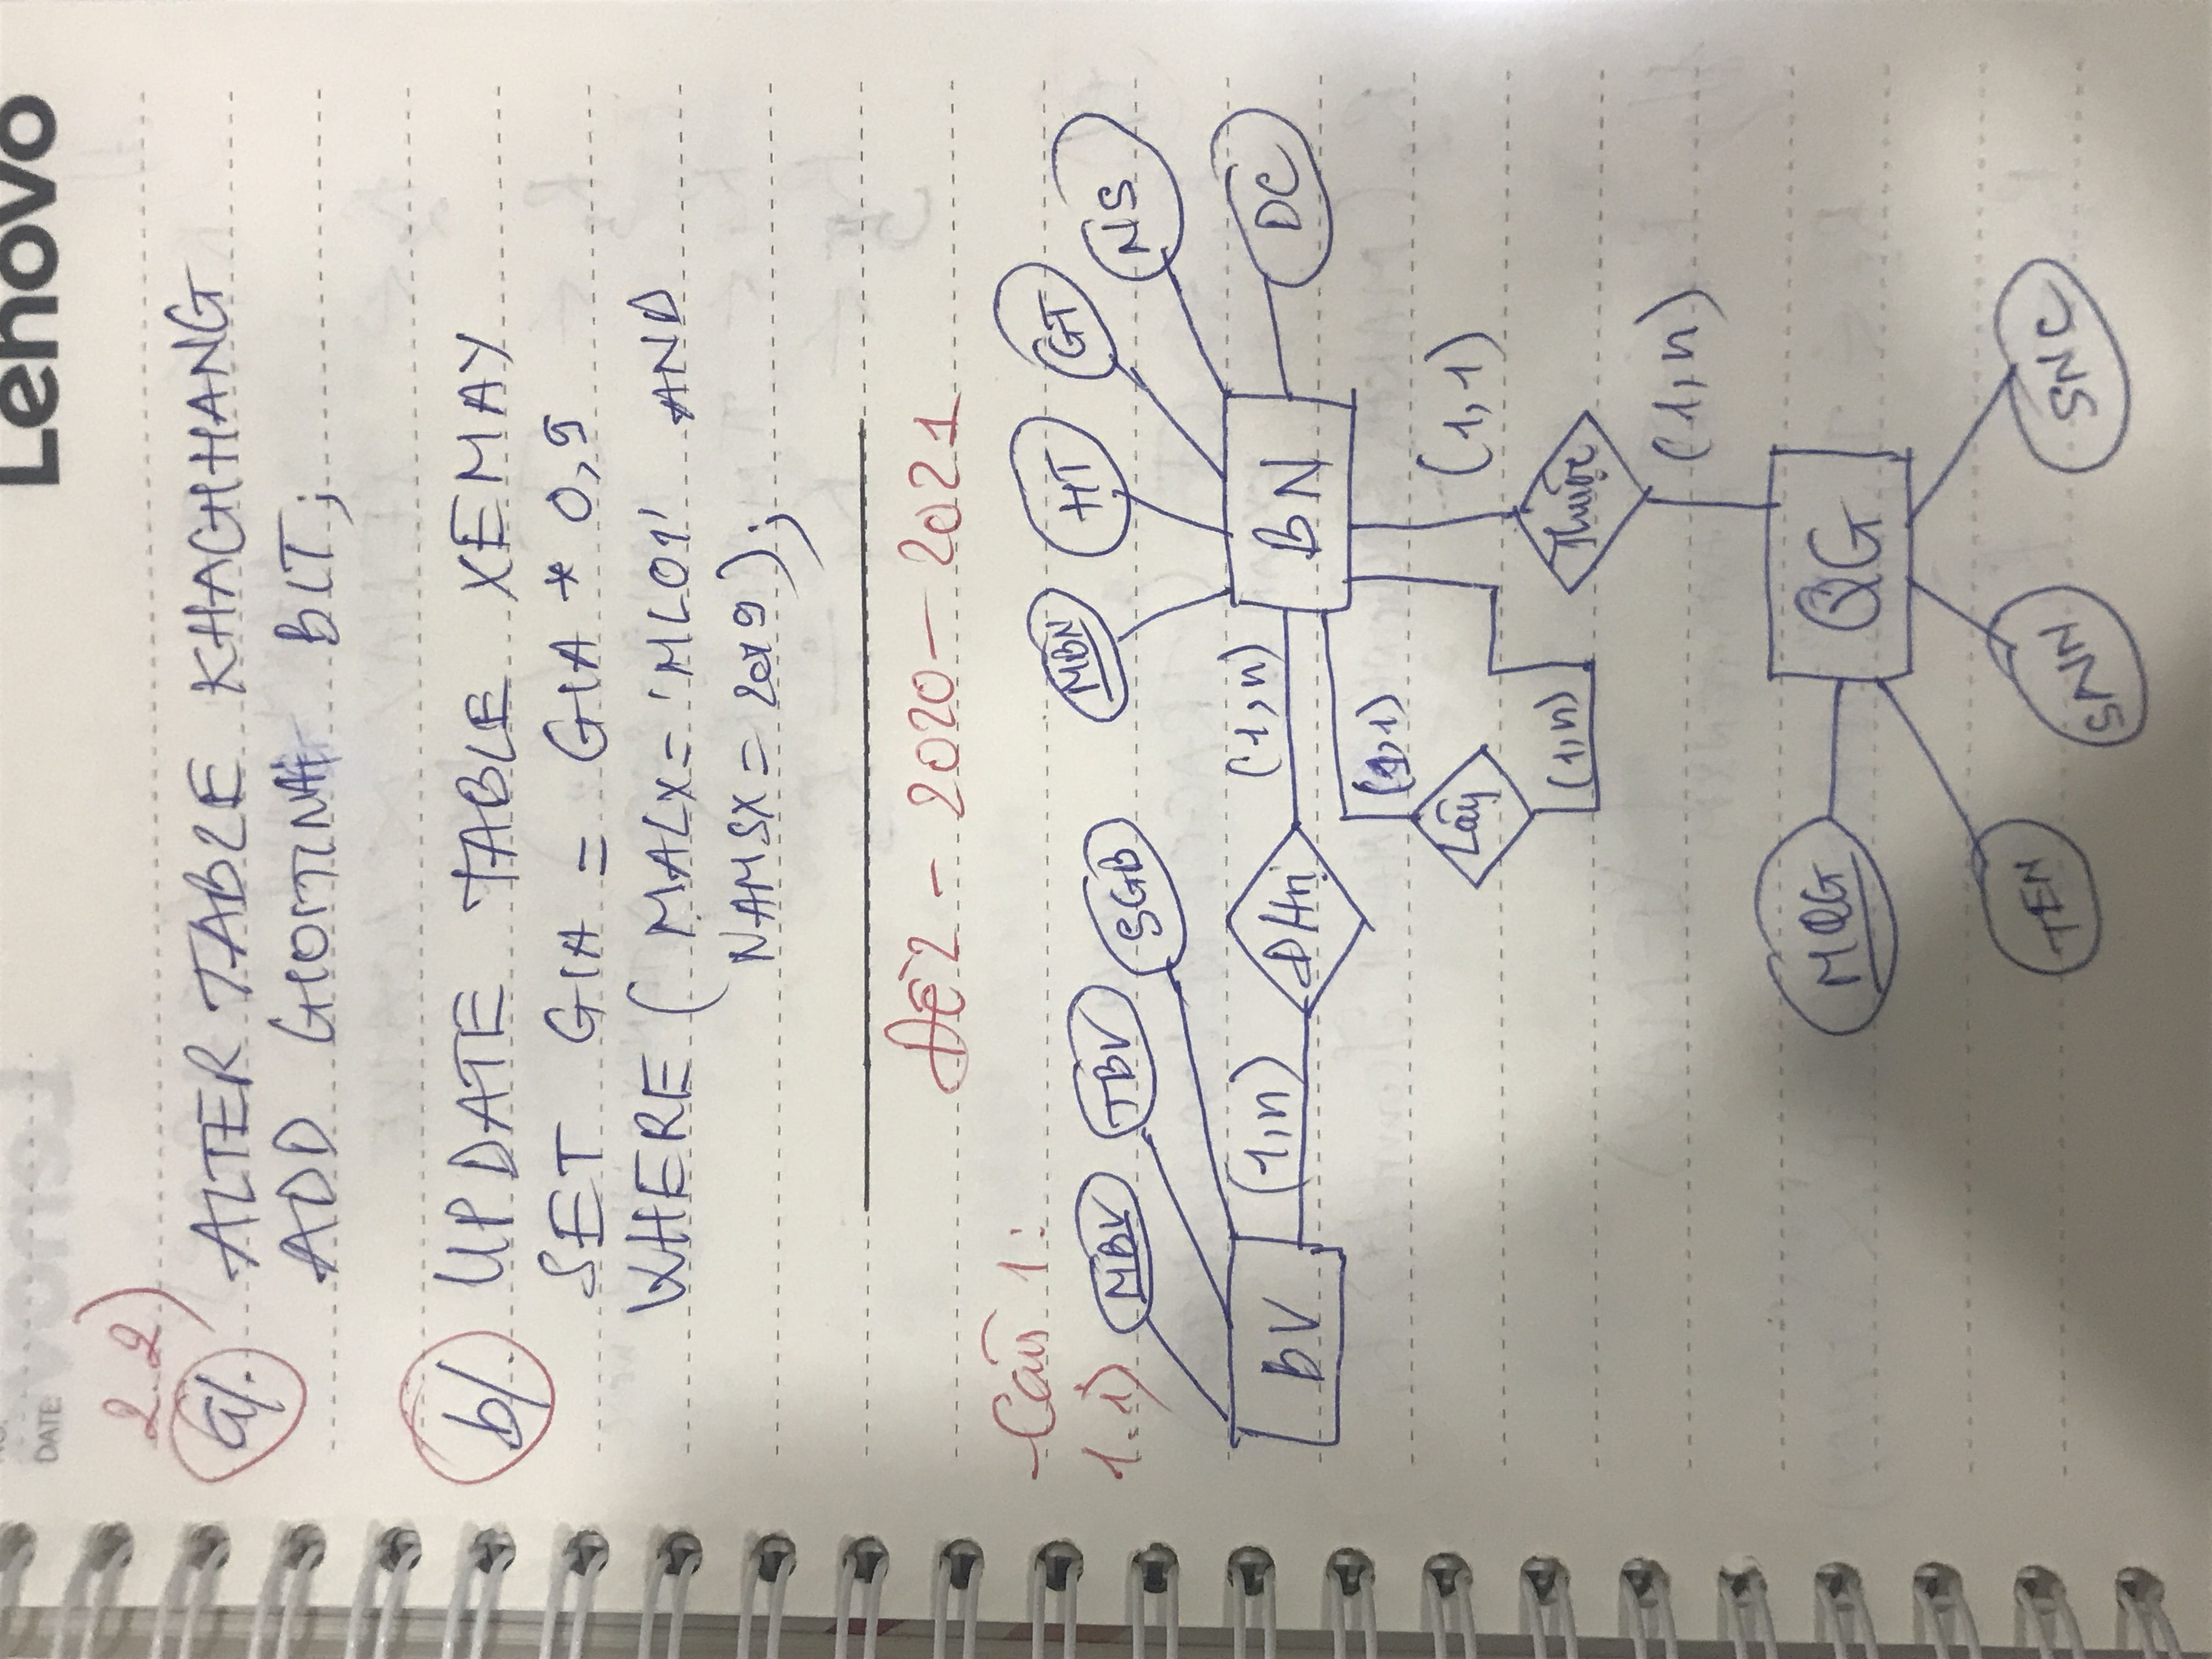 NO:
DATE:
Lenovo
2.2)
a/. ALTER TABLE KHACHHANG
ADD GIOITINH BIT;
b/. UPDATE TABLE XEMAY
SET GIA = GIA * 0,9
WHERE ( MALX = 'ML01' AND
NAMSX = 2019 );
ĐỀ 2 - 2020 - 2021
Câu 1:
1.1)
MBV TBV SGB MBN HT GT NS
BV (1,n) ĐHrị (1,n) BN DC
(1,1)
Lây (1,1)
(1,n) Thuộc
(1,n)
MQG QG
TEN SNN SNC